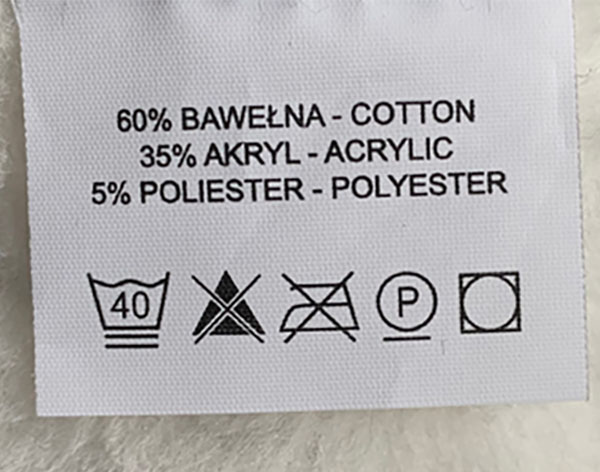 60% BAWEŁNA - COTTON
35% AKRYL - ACRYLIC
5% POLIESTER - POLYESTER
40 P